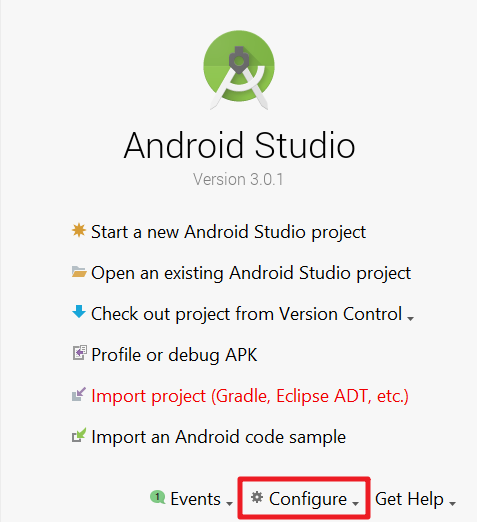 Android Studio
Version 3.0.1
Start a new Android Studio project
Open an existing Android Studio project
Check out project from Version Control
Profile or debug APK
Import project (Gradle, Eclipse ADT, etc.)
Import an Android code sample
1 Events Configure Get Help